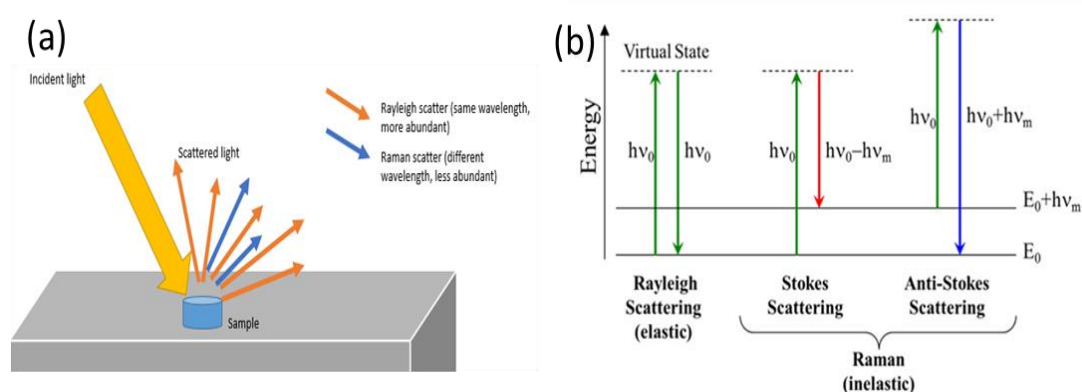 (a)
Incident light
Scattered light
Rayleigh scatter (same wavelength,
more abundant)
Raman scatter (different
wavelength, less abundant)
Sample
(b)
Energy
Virtual State
hν₀
hν₀
hν₀
hν₀–hνₘ
hν₀
hν₀+hνₘ
E₀+hνₘ
E₀
Rayleigh
Scattering
(elastic)
Stokes
Scattering
Anti-Stokes
Scattering
Raman
(inelastic)